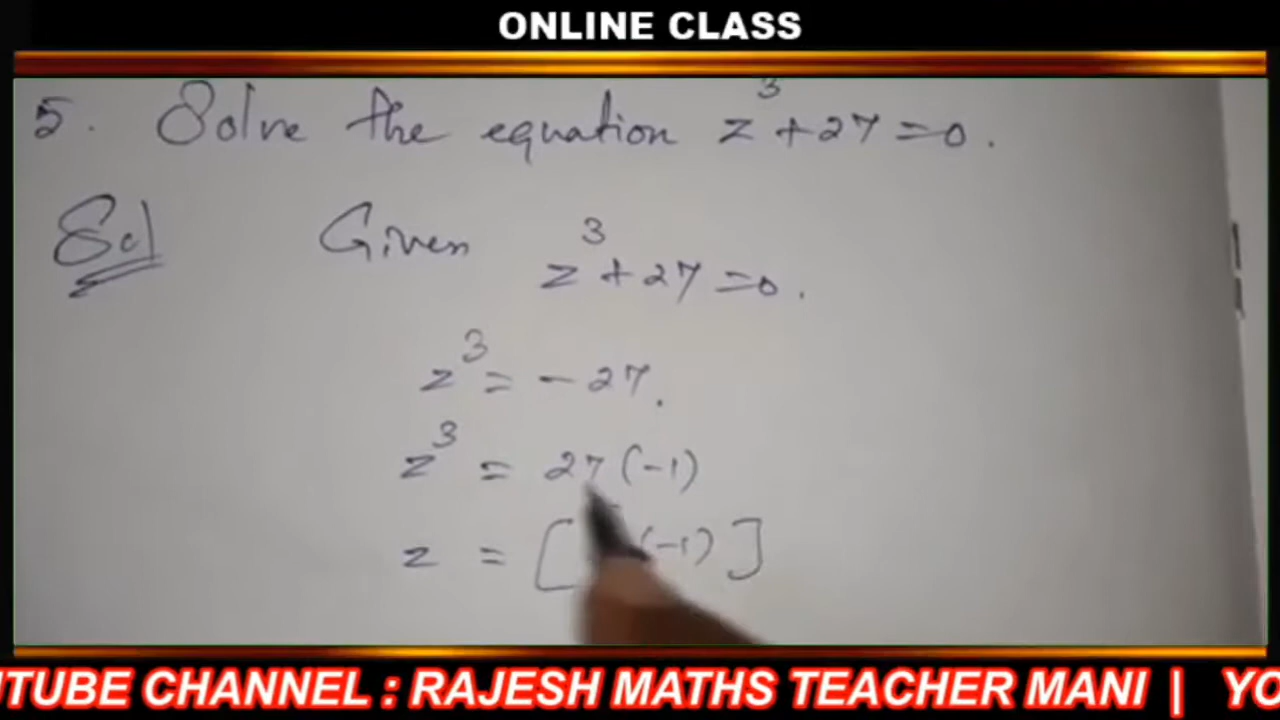 ONLINE CLASS
5. Solve the equation z³+27=0.
Sol Given z³+27=0.
z³ = -27.
z³ = 27(-1)
z = [ (-1)]
UTUBE CHANNEL : RAJESH MATHS TEACHER MANI | YO